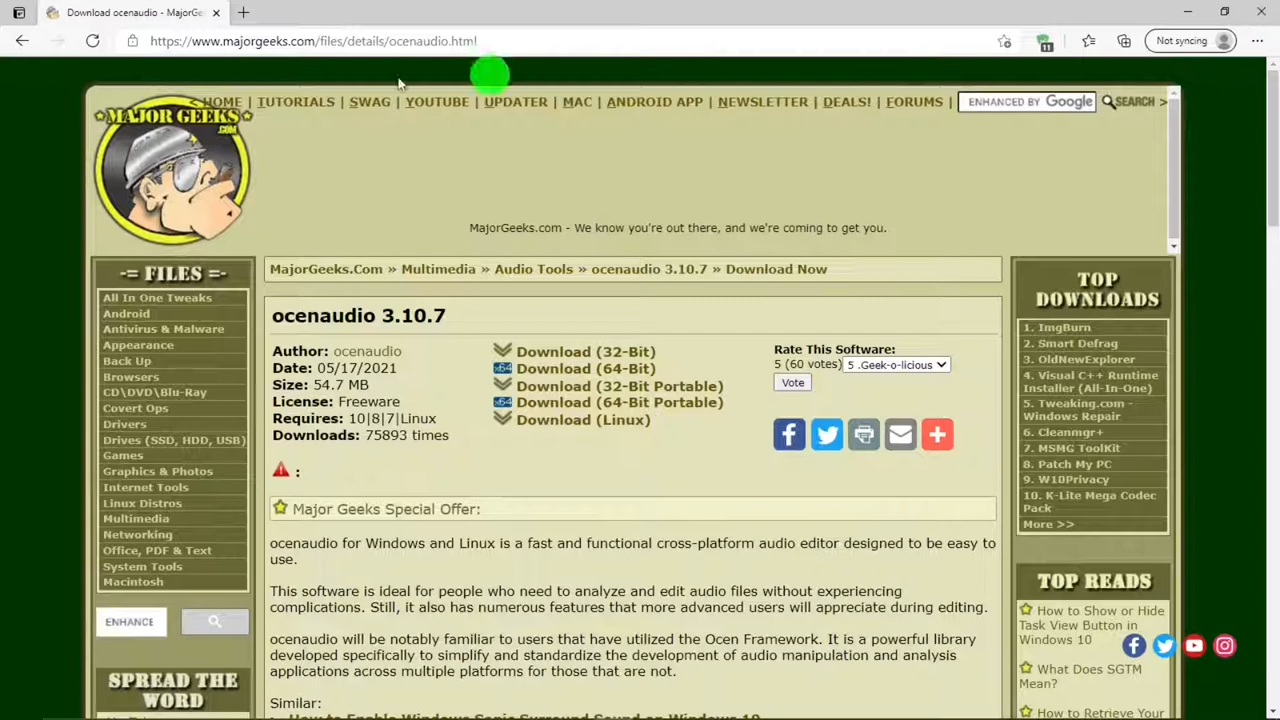 Download ocenaudio - MajorGe
https://www.majorgeeks.com/files/details/ocenaudio.html
11
Not syncing
MAJOR GEEKS
.COM
< HOME | TUTORIALS | SWAG | YOUTUBE | UPDATER | MAC | ANDROID APP | NEWSLETTER | DEALS! | FORUMS |
ENHANCED BY Google
SEARCH >
MajorGeeks.com - We know you're out there, and we're coming to get you.
-= FILES =-
All In One Tweaks
Android
Antivirus & Malware
Appearance
Back Up
Browsers
CD\DVD\Blu-Ray
Covert Ops
Drivers
Drives (SSD, HDD, USB)
Games
Graphics & Photos
Internet Tools
Linux Distros
Multimedia
Networking
Office, PDF & Text
System Tools
Macintosh
ENHANCE
SPREAD THE
WORD
MajorGeeks.Com » Multimedia » Audio Tools » ocenaudio 3.10.7 » Download Now
ocenaudio 3.10.7
Author: ocenaudio
Date: 05/17/2021
Size: 54.7 MB
License: Freeware
Requires: 10|8|7|Linux
Downloads: 75893 times
Download (32-Bit)
x64 Download (64-Bit)
Download (32-Bit Portable)
x64 Download (64-Bit Portable)
Download (Linux)
Rate This Software:
5 (60 votes) 5 .Geek-o-licious
Vote
:
Major Geeks Special Offer:
ocenaudio for Windows and Linux is a fast and functional cross-platform audio editor designed to be easy to
use.
This software is ideal for people who need to analyze and edit audio files without experiencing
complications. Still, it also has numerous features that more advanced users will appreciate during editing.
ocenaudio will be notably familiar to users that have utilized the Ocen Framework. It is a powerful library
developed specifically to simplify and standardize the development of audio manipulation and analysis
applications across multiple platforms for those that are not.
Similar:
How to Enable Windows Sonic Surround Sound on Windows 10
TOP
DOWNLOADS
1. ImgBurn
2. Smart Defrag
3. OldNewExplorer
4. Visual C++ Runtime
Installer (All-In-One)
5. Tweaking.com -
Windows Repair
6. Cleanmgr+
7. MSMG ToolKit
8. Patch My PC
9. W10Privacy
10. K-Lite Mega Codec
Pack
More >>
TOP READS
How to Show or Hide
Task View Button in
Windows 10
What Does SGTM
Mean?
How to Retrieve Your